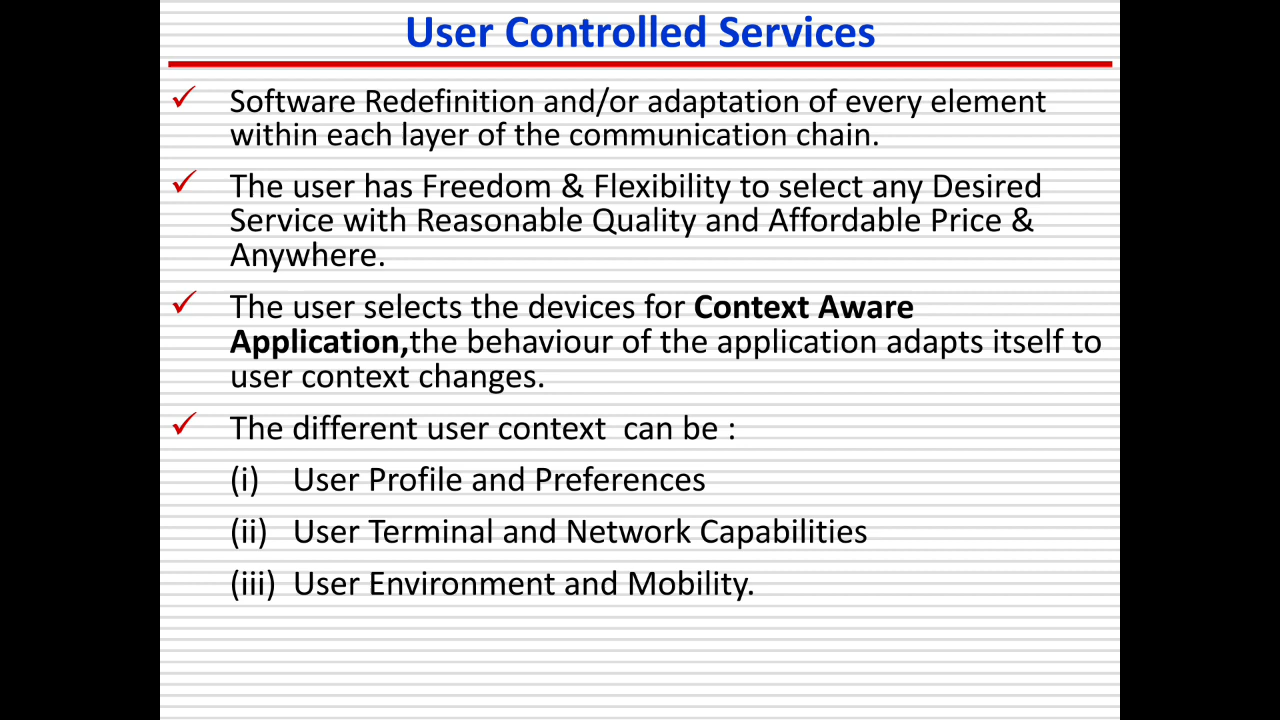 User Controlled Services
✓ Software Redefinition and/or adaptation of every element
within each layer of the communication chain.
✓ The user has Freedom & Flexibility to select any Desired
Service with Reasonable Quality and Affordable Price &
Anywhere.
✓ The user selects the devices for Context Aware
Application,the behaviour of the application adapts itself to
user context changes.
✓ The different user context  can be :
(i) User Profile and Preferences
(ii) User Terminal and Network Capabilities
(iii) User Environment and Mobility.